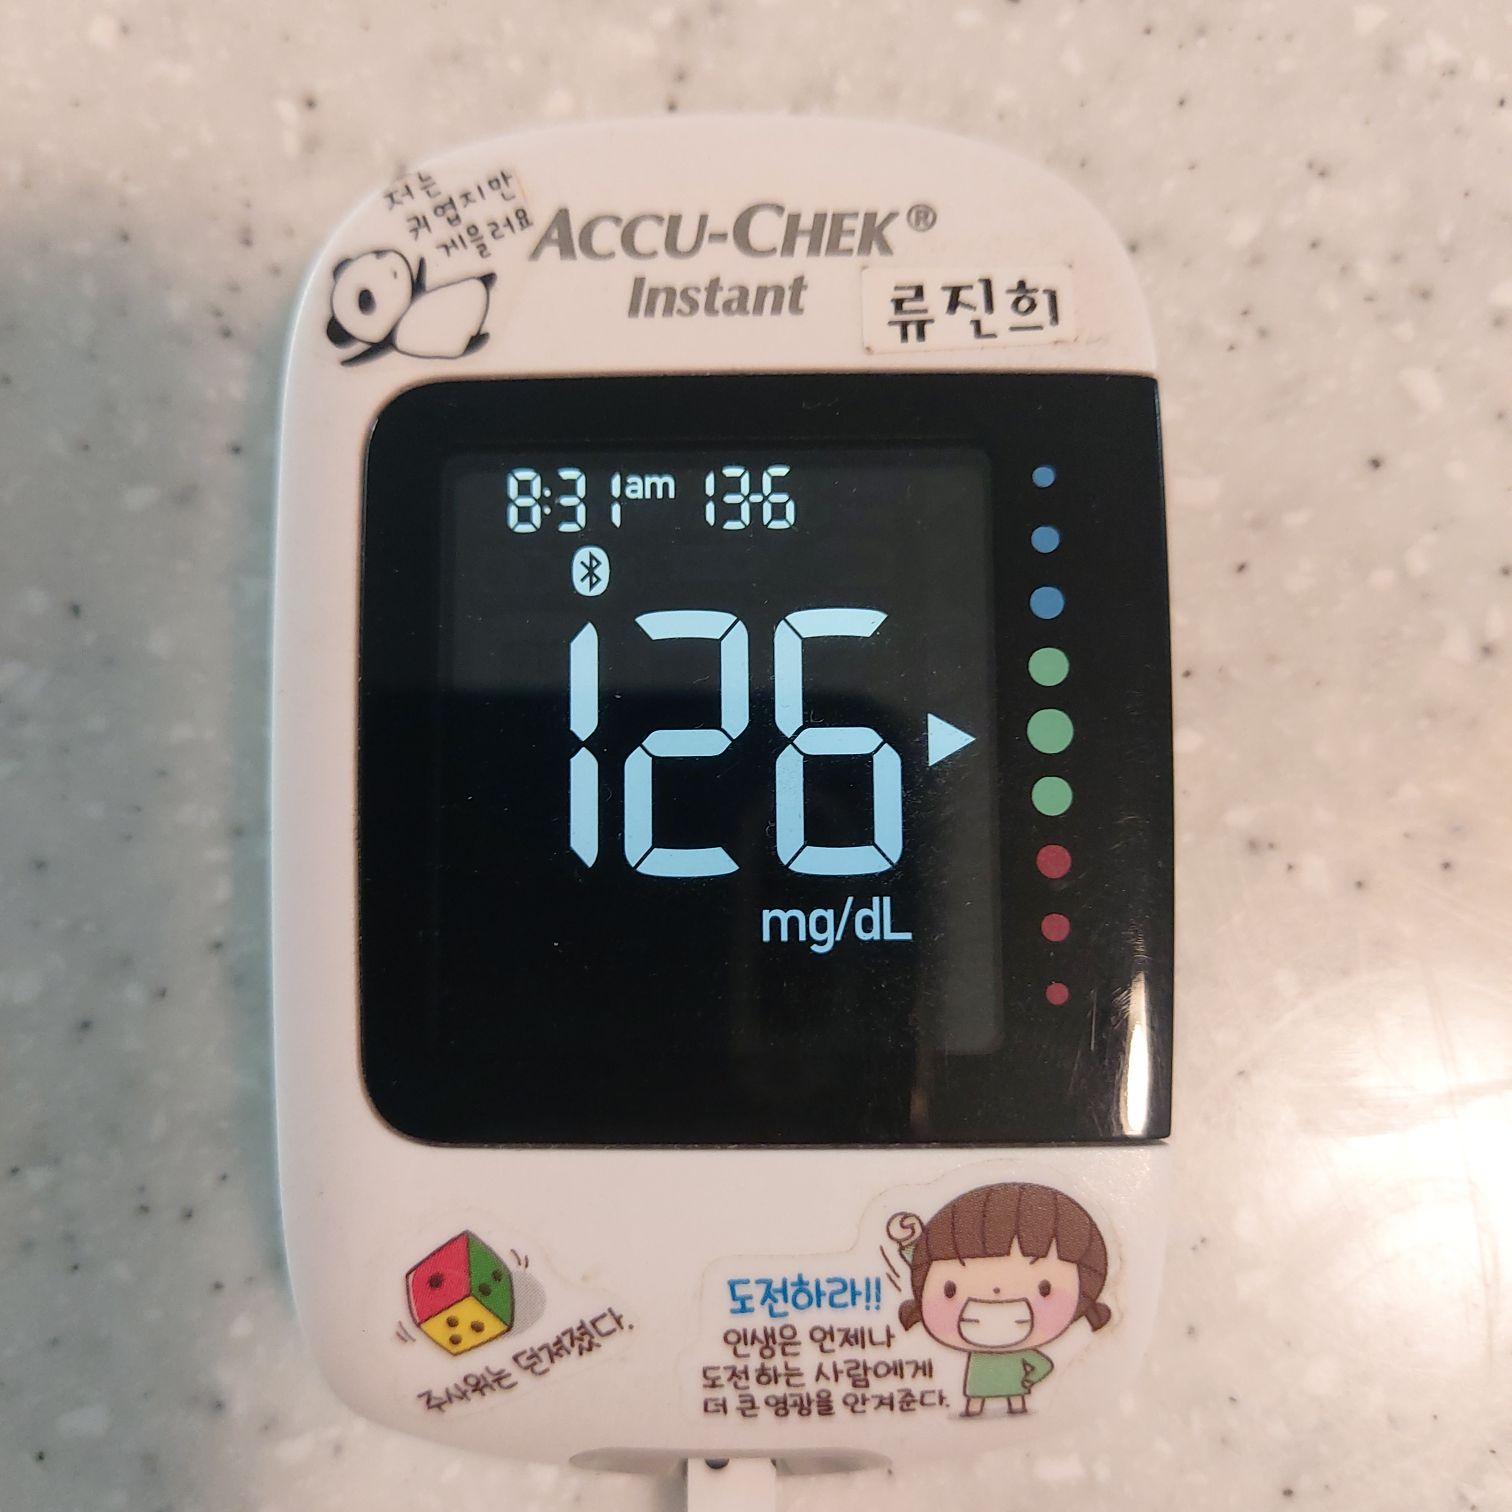 저는
귀엽지만
게을러요
ACCU-CHEK®
Instant
류진희
8:31am 13-6
126
mg/dL
주사위는 던져졌다.
도전하라!!
인생은 언제나
도전하는 사람에게
더 큰 영광을 안겨준다.